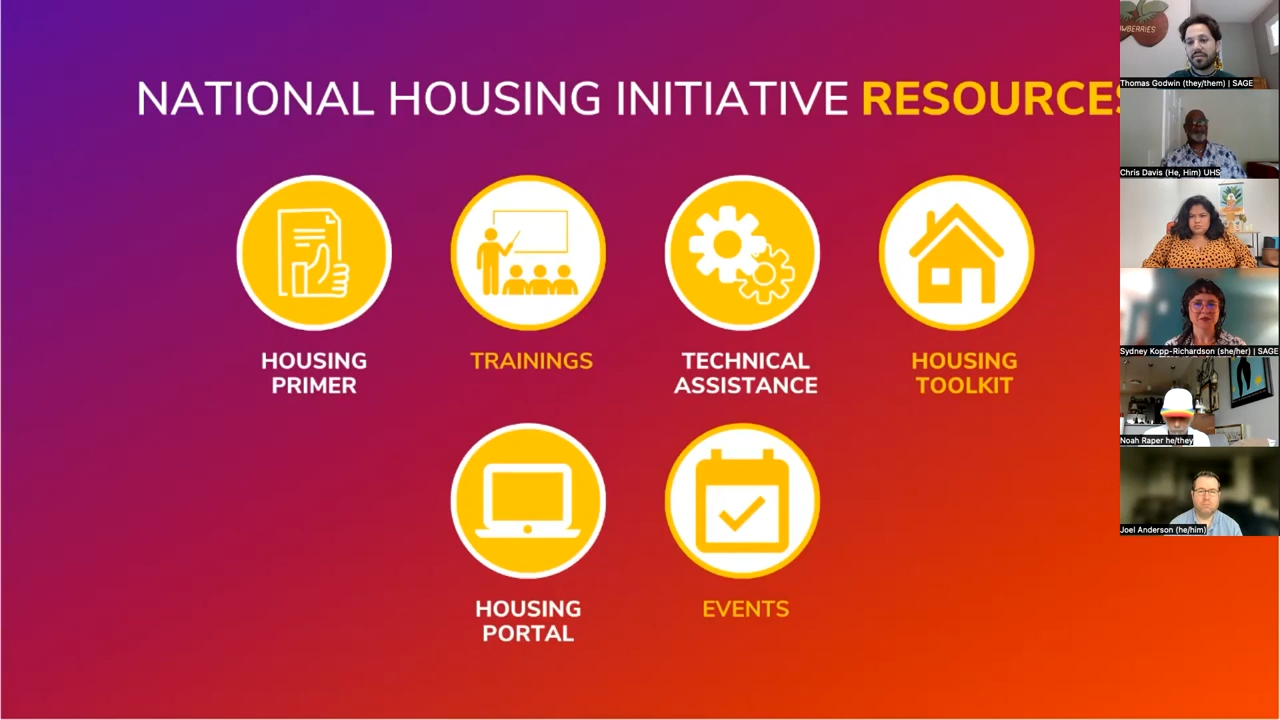 NATIONAL HOUSING INITIATIVE RESOURCES
HOUSING
PRIMER
TRAININGS
TECHNICAL
ASSISTANCE
HOUSING
TOOLKIT
HOUSING
PORTAL
EVENTS
WBERRIES
Thomas Godwin (they/them) | SAGE
Chris Davis (He, Him) UHS
Sydney Kopp-Richardson (she/her) | SAGE
Noah Raper he/they
Joel Anderson (he/him)